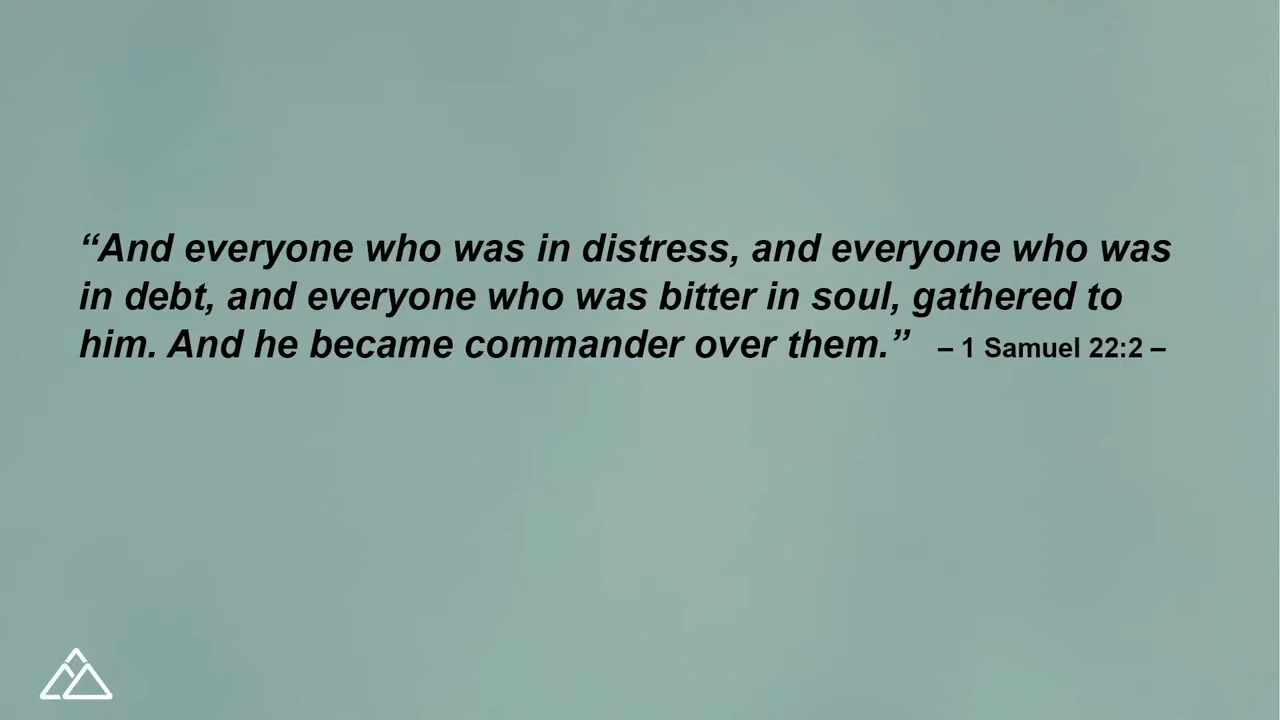 “And everyone who was in distress, and everyone who was
in debt, and everyone who was bitter in soul, gathered to
him. And he became commander over them.” – 1 Samuel 22:2 –